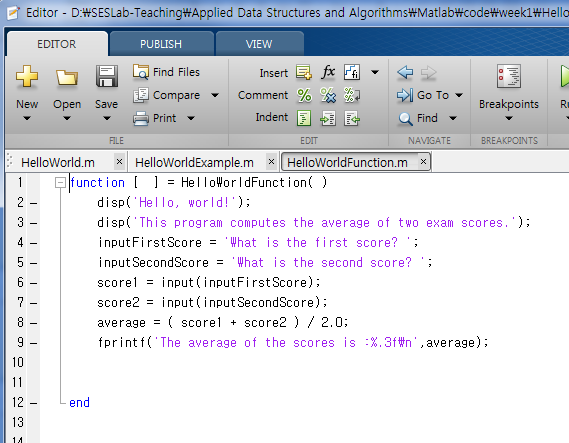 Editor - D:₩SESLab-Teaching₩Applied Data Structures and Algorithms₩Matlab₩code₩week1₩Hello
EDITOR PUBLISH VIEW
New Open Save Find Files Compare Print
Insert fx
Comment % % %
Indent
Go To Find
Breakpoints
FILE EDIT NAVIGATE BREAKPOINTS
HelloWorld.m × HelloWorldExample.m × HelloWorldFunction.m ×
1 function [ ] = HelloWorldFunction( )
2 – disp('Hello, world!');
3 – disp('This program computes the average of two exam scores.');
4 – inputFirstScore = 'What is the first score? ';
5 – inputSecondScore = 'What is the second score? ';
6 – score1 = input(inputFirstScore);
7 – score2 = input(inputSecondScore);
8 – average = ( score1 + score2 ) / 2.0;
9 – fprintf('The average of the scores is :%.3f₩n',average);
10
11
12 – end
13